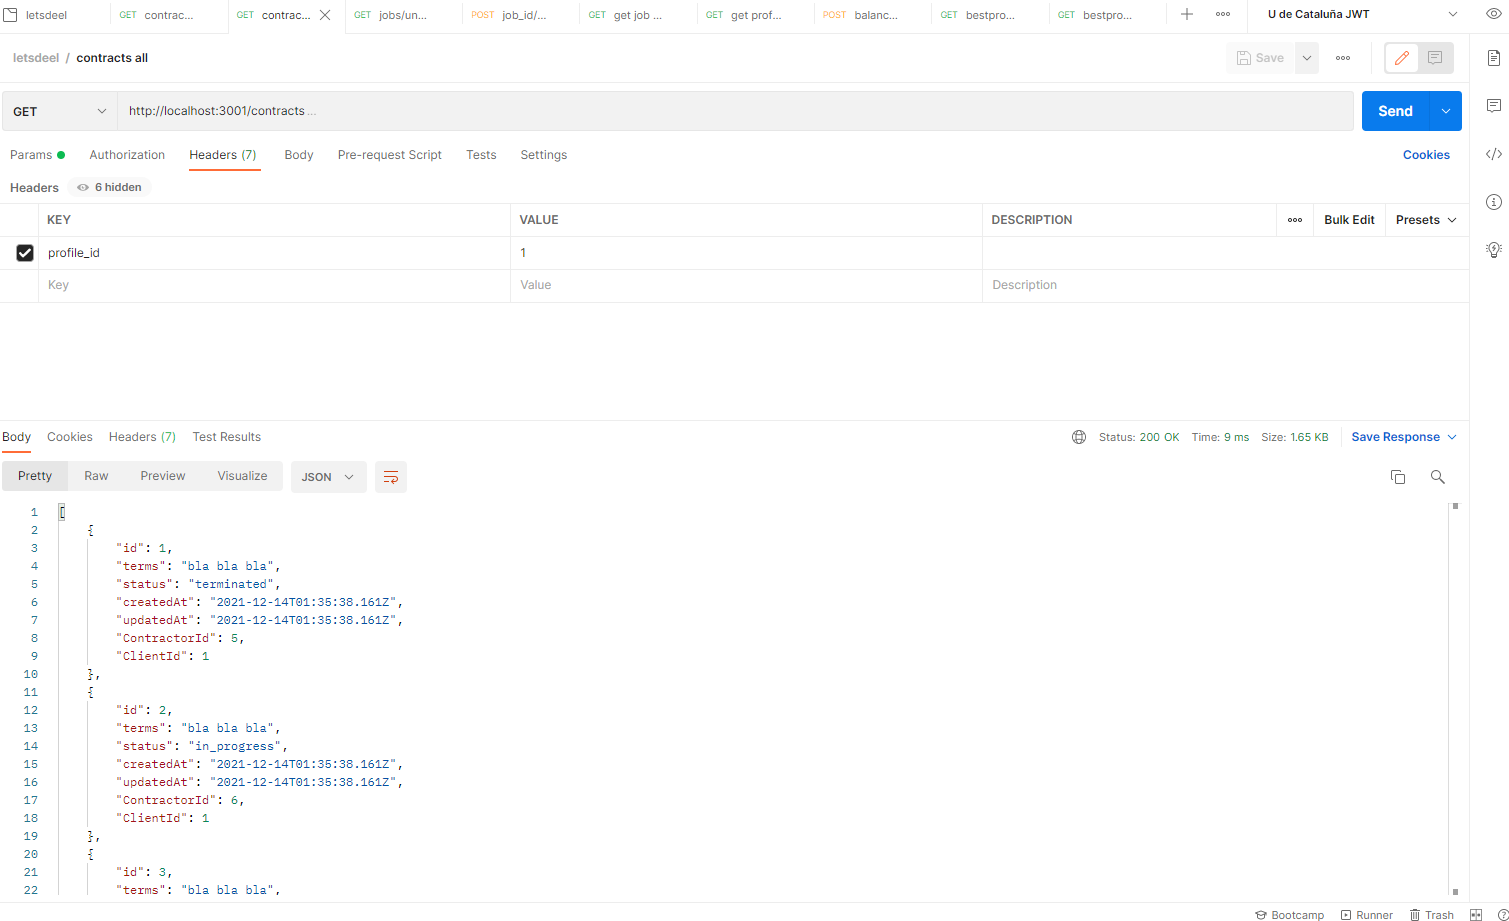 letsdeel GET contrac... GET contrac... GET jobs/un... POST job_id/... GET get job ... GET get prof... POST balanc... GET bestpro... GET bestpro... U de Cataluña JWT
letsdeel / contracts all Save
GET http://localhost:3001/contracts ... Send
Params Authorization Headers (7) Body Pre-request Script Tests Settings Cookies
Headers 6 hidden
KEY VALUE DESCRIPTION Bulk Edit Presets
profile_id 1
Key Value Description
Body Cookies Headers (7) Test Results Status: 200 OK Time: 9 ms Size: 1.65 KB Save Response
Pretty Raw Preview Visualize JSON
1 [
2 {
3 "id": 1,
4 "terms": "bla bla bla",
5 "status": "terminated",
6 "createdAt": "2021-12-14T01:35:38.161Z",
7 "updatedAt": "2021-12-14T01:35:38.161Z",
8 "ContractorId": 5,
9 "ClientId": 1
10 },
11 {
12 "id": 2,
13 "terms": "bla bla bla",
14 "status": "in_progress",
15 "createdAt": "2021-12-14T01:35:38.161Z",
16 "updatedAt": "2021-12-14T01:35:38.161Z",
17 "ContractorId": 6,
18 "ClientId": 1
19 },
20 {
21 "id": 3,
22 "terms": "bla bla bla",
Bootcamp Runner Trash